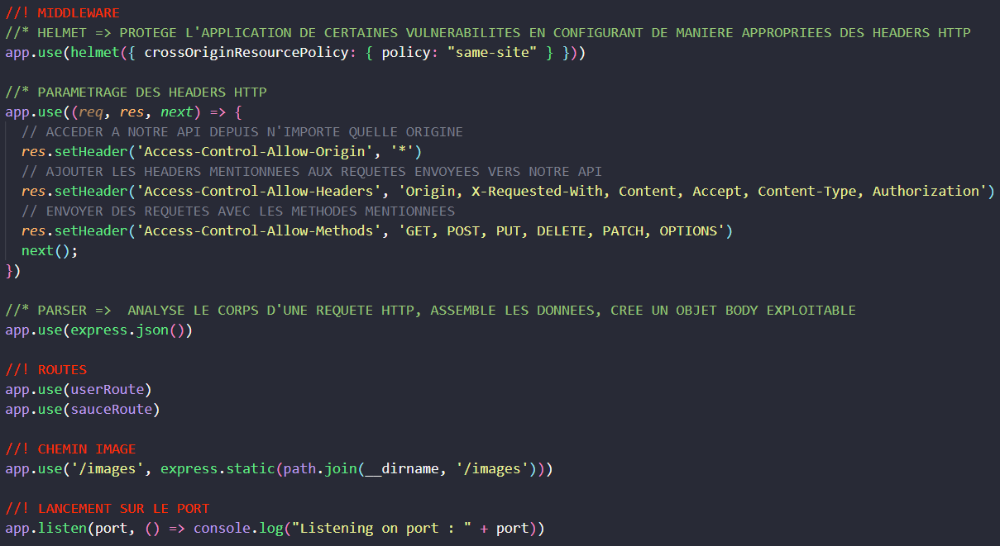 //! MIDDLEWARE
//* HELMET => PROTEGE L'APPLICATION DE CERTAINES VULNERABILITES EN CONFIGURANT DE MANIERE APPROPRIEES DES HEADERS HTTP
app.use(helmet({ crossOriginResourcePolicy: { policy: "same-site" } }))

//* PARAMETRAGE DES HEADERS HTTP
app.use((req, res, next) => {
  // ACCEDER A NOTRE API DEPUIS N'IMPORTE QUELLE ORIGINE
  res.setHeader('Access-Control-Allow-Origin', '*')
  // AJOUTER LES HEADERS MENTIONNEES AUX REQUETES ENVOYEES VERS NOTRE API
  res.setHeader('Access-Control-Allow-Headers', 'Origin, X-Requested-With, Content, Accept, Content-Type, Authorization')
  // ENVOYER DES REQUETES AVEC LES METHODES MENTIONNEES
  res.setHeader('Access-Control-Allow-Methods', 'GET, POST, PUT, DELETE, PATCH, OPTIONS')
  next();
})

//* PARSER =>  ANALYSE LE CORPS D'UNE REQUETE HTTP, ASSEMBLE LES DONNEES, CREE UN OBJET BODY EXPLOITABLE
app.use(express.json())

//! ROUTES
app.use(userRoute)
app.use(sauceRoute)

//! CHEMIN IMAGE
app.use('/images', express.static(path.join(__dirname, '/images')))

//! LANCEMENT SUR LE PORT
app.listen(port, () => console.log("Listening on port : " + port))